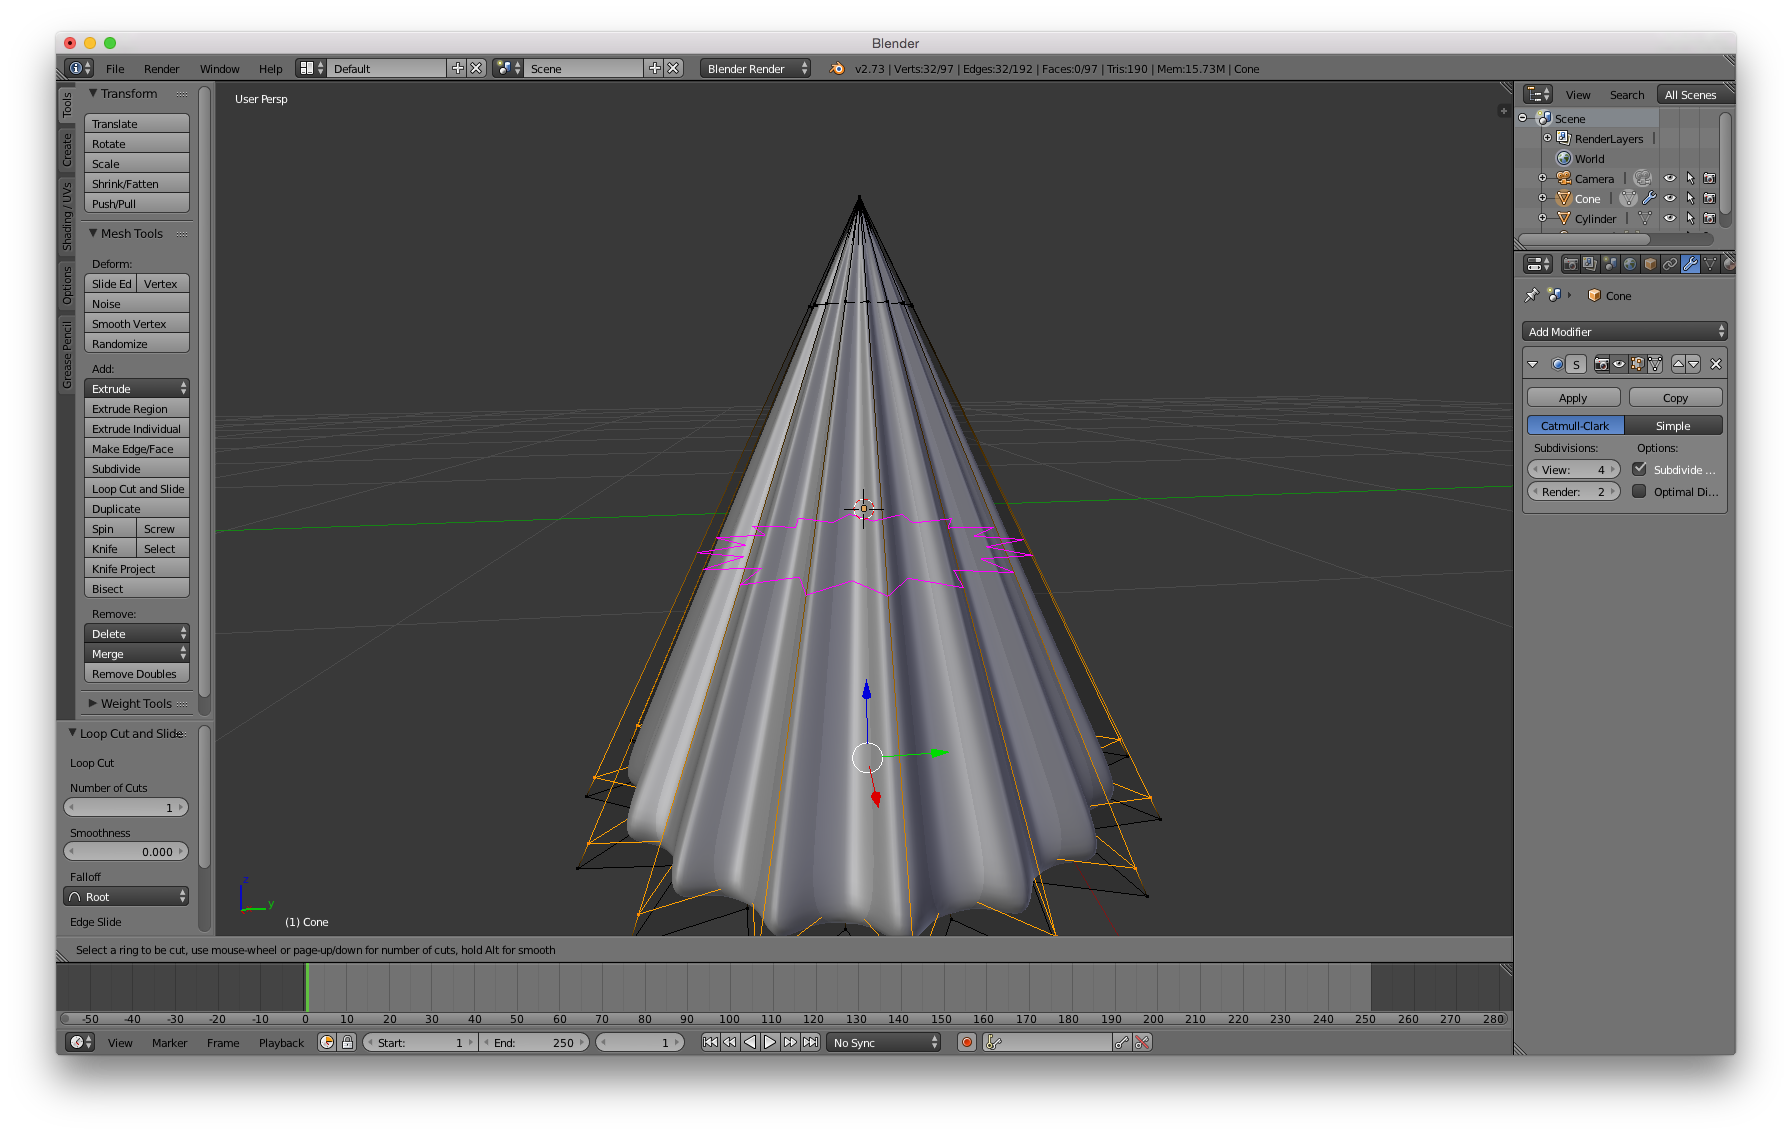 Blender
File Render Window Help Default Scene Blender Render v2.73 | Verts:32/97 | Edges:32/192 | Faces:0/97 | Tris:190 | Mem:15.73M | Cone
Tools
Create
Shading / UVs
Options
Grease Pencil
Transform
Translate
Rotate
Scale
Shrink/Fatten
Push/Pull
Mesh Tools
Deform:
Slide Ed Vertex
Noise
Smooth Vertex
Randomize
Add:
Extrude
Extrude Region
Extrude Individual
Make Edge/Face
Subdivide
Loop Cut and Slide
Duplicate
Spin Screw
Knife Select
Knife Project
Bisect
Remove:
Delete
Merge
Remove Doubles
Weight Tools
Loop Cut and Slide
Loop Cut
Number of Cuts
1
Smoothness
0.000
Falloff
Root
Edge Slide
User Persp
z
y
(1) Cone
View Search All Scenes
Scene
RenderLayers
World
Camera
Cone
Cylinder
Cone
Add Modifier
S
Apply Copy
Catmull-Clark Simple
Subdivisions: Options:
View: 4 Subdivide ...
Render: 2 Optimal Di...
Select a ring to be cut, use mouse-wheel or page-up/down for number of cuts, hold Alt for smooth
-50 -40 -30 -20 -10 0 10 20 30 40 50 60 70 80 90 100 110 120 130 140 150 160 170 180 190 200 210 220 230 240 250 260 270 280
View Marker Frame Playback Start: 1 End: 250 1 No Sync